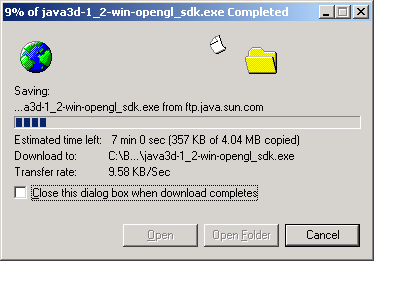 9% of java3d-1_2-win-opengl_sdk.exe Completed
Saving:
...a3d-1_2-win-opengl_sdk.exe from ftp.java.sun.com
Estimated time left: 7 min 0 sec (357 KB of 4.04 MB copied)
Download to: C:\B...\java3d-1_2-win-opengl_sdk.exe
Transfer rate: 9.58 KB/Sec
Close this dialog box when download completes
Open Open Folder Cancel